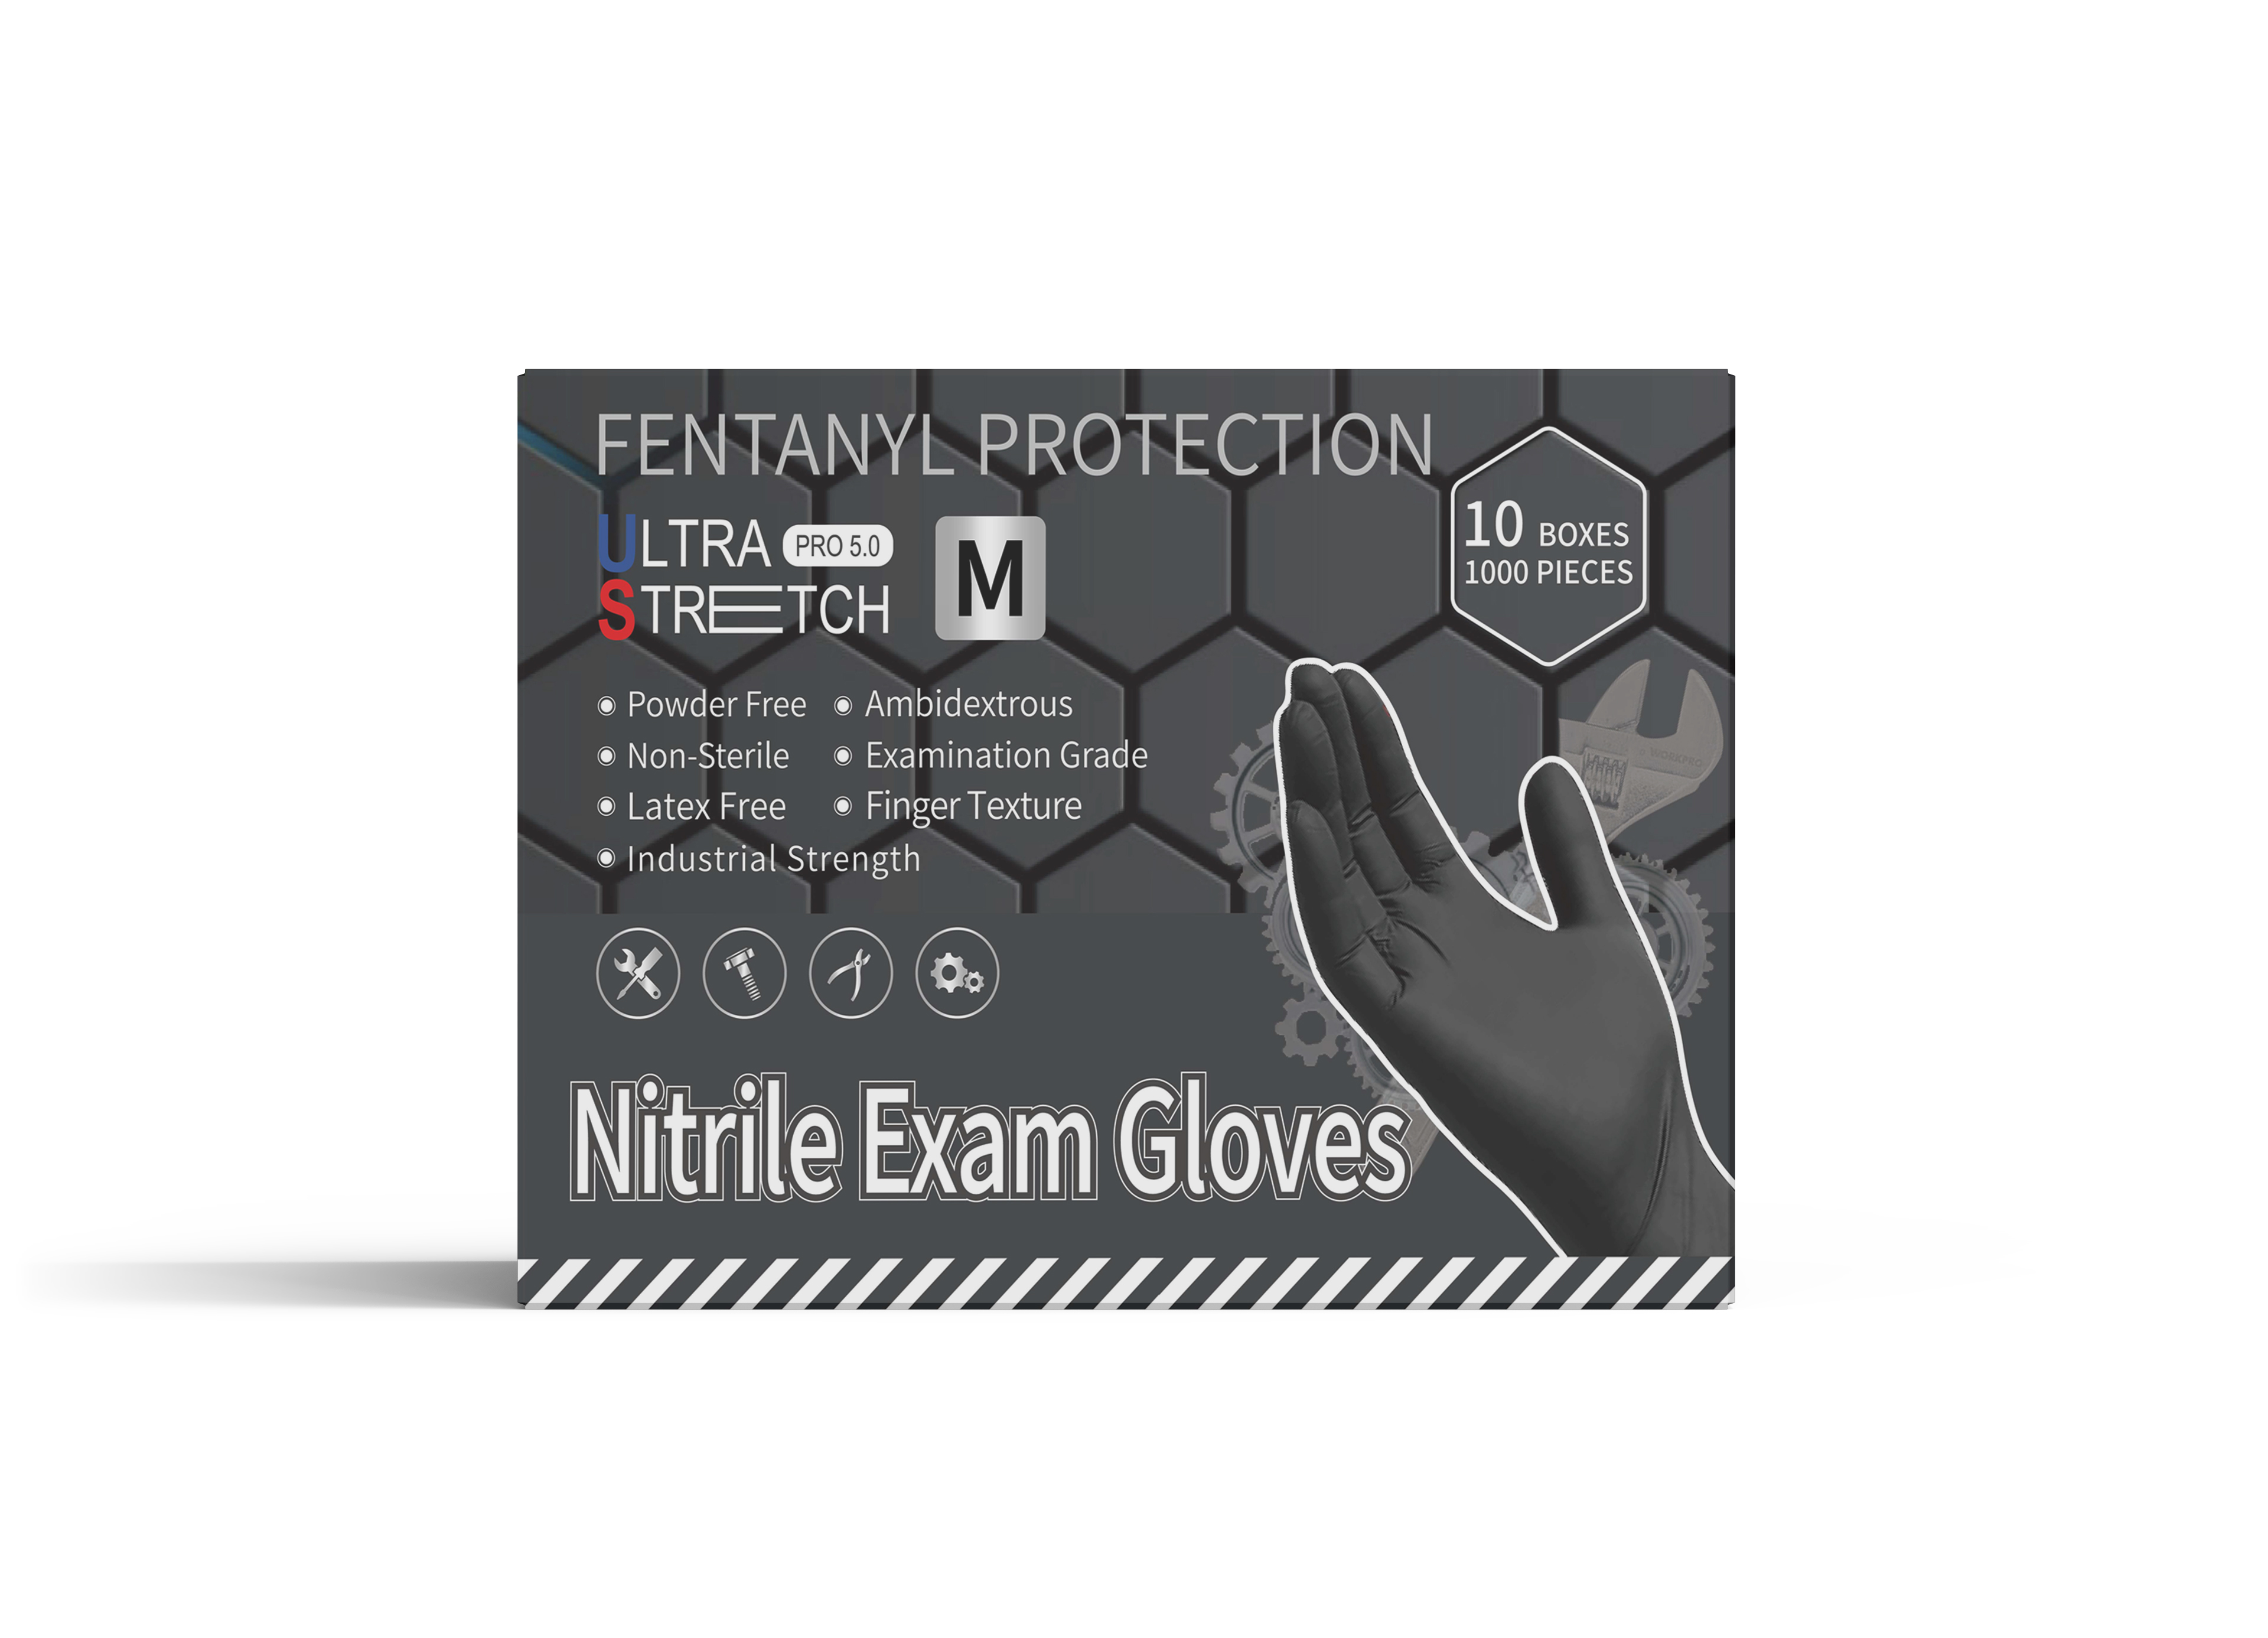 FENTANYL PROTECTION
ULTRA PRO 5.0
STRETCH
M
10 BOXES
1000 PIECES
Powder Free
Ambidextrous
Non-Sterile
Examination Grade
Latex Free
Finger Texture
Industrial Strength
WORKPRO
Nitrile Exam Gloves